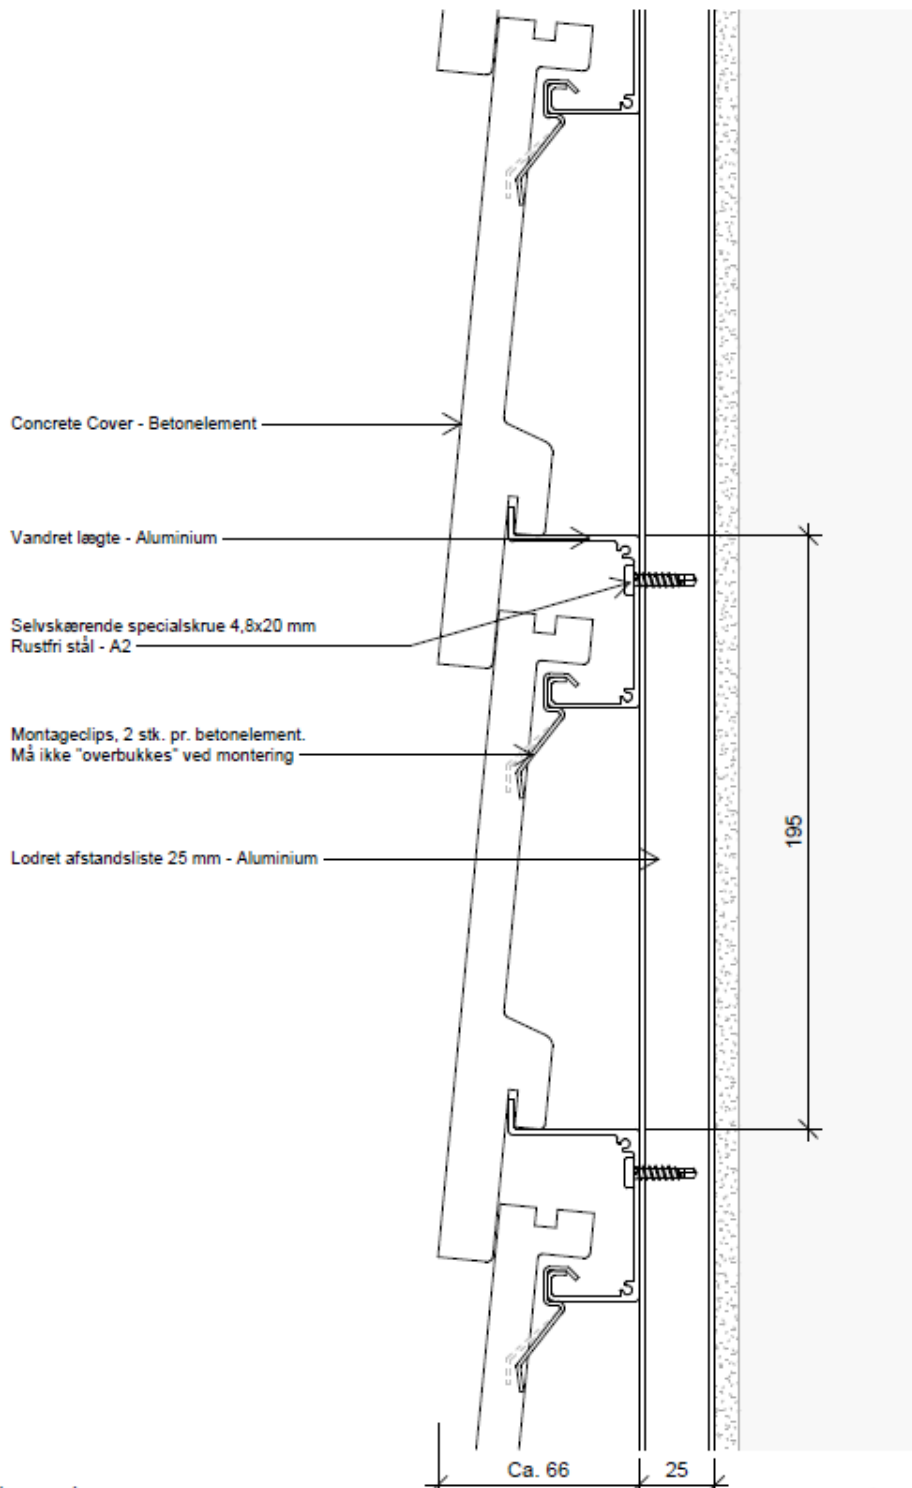 Concrete Cover - Betonelement
Vandret lægte - Aluminium
Selvskærende specialskrue 4,8x20 mm
Rustfri stål - A2
Montageclips, 2 stk. pr. betonelement.
Må ikke "overbukkes" ved montering
195
Lodret afstandsliste 25 mm - Aluminium
Ca. 66
25